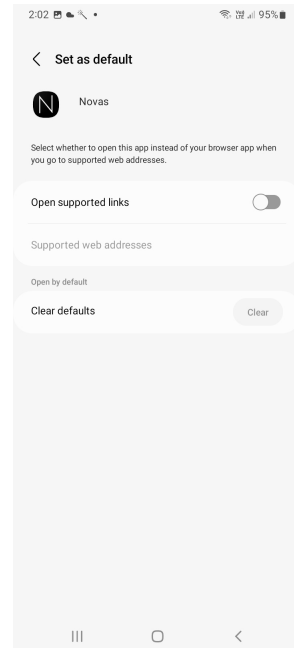 2:02 95%
Set as default
N Novas
Select whether to open this app instead of your browser app when
you go to supported web addresses.
Open supported links
Supported web addresses
Open by default
Clear defaults Clear